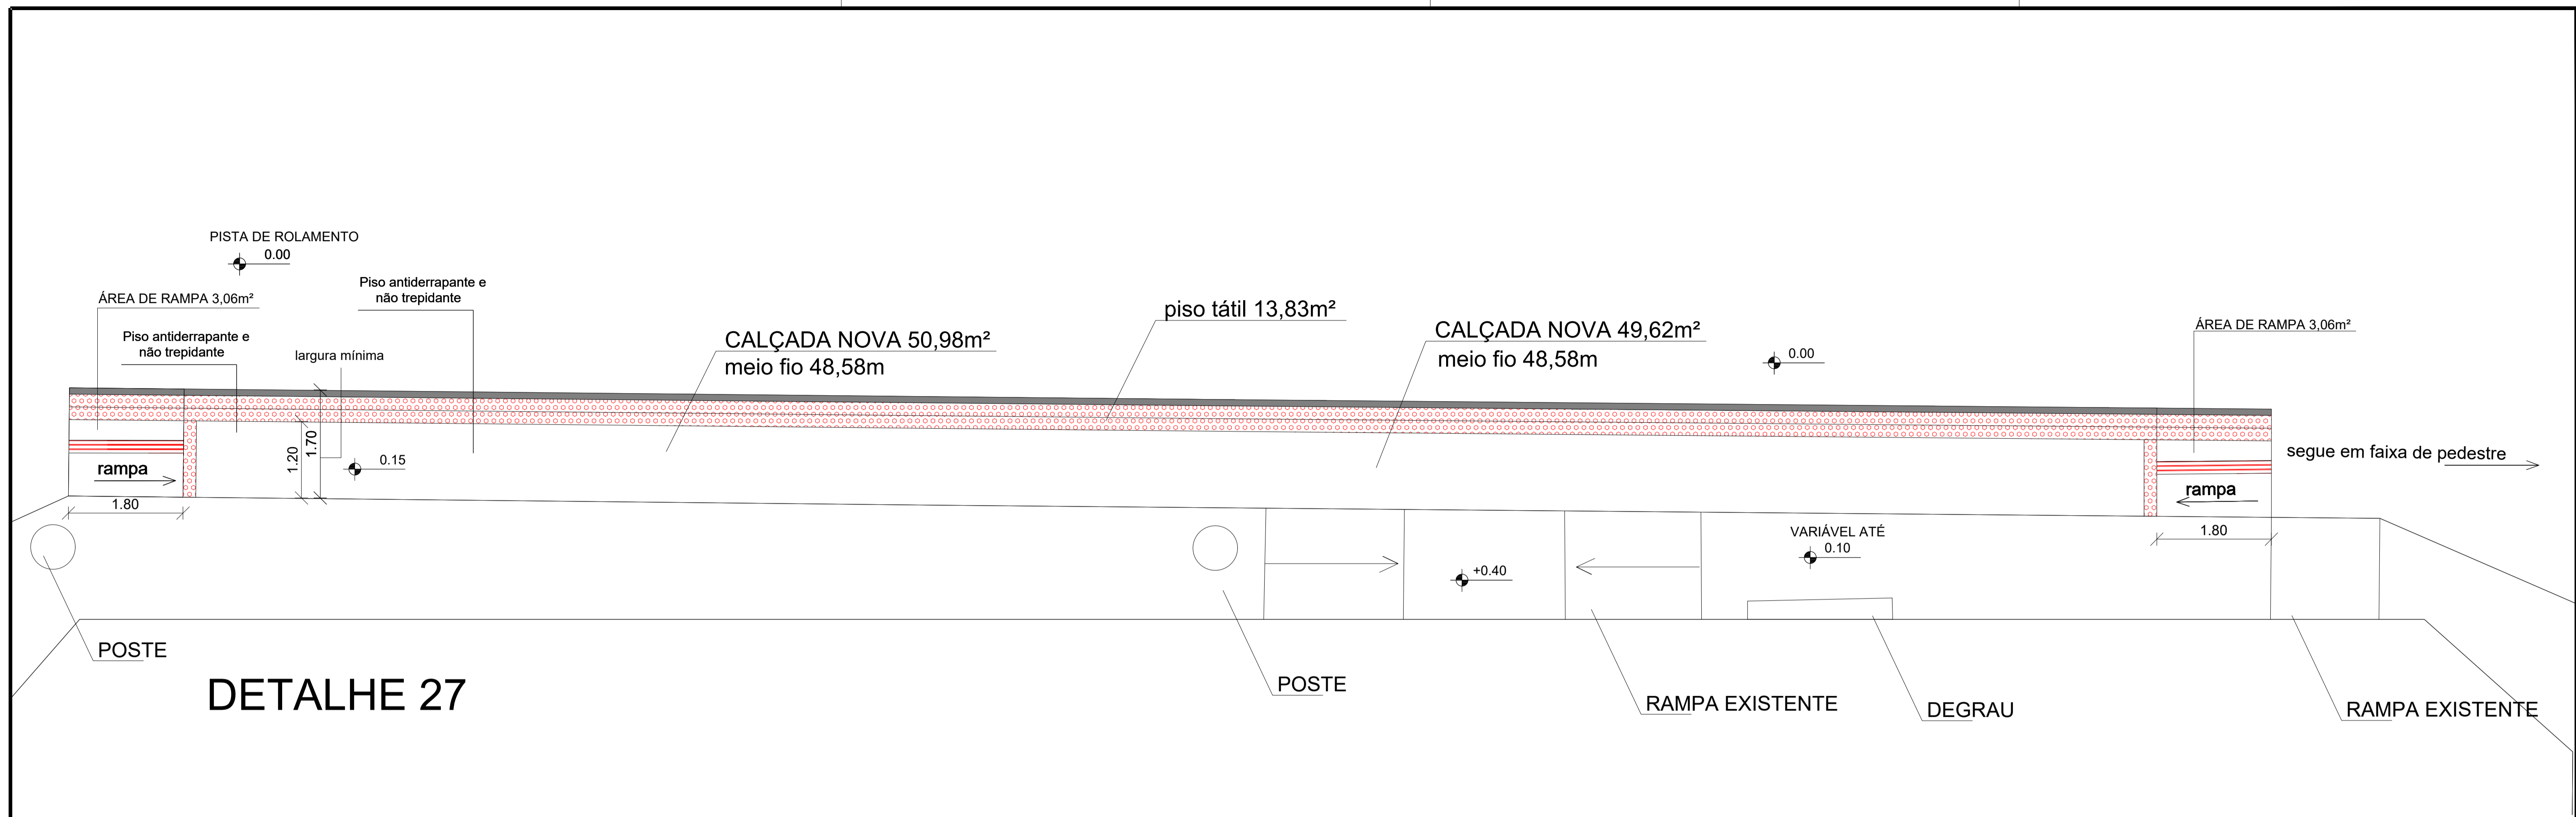 PISTA DE ROLAMENTO
0.00
ÁREA DE RAMPA 3,06m²
Piso antiderrapante e
não trepidante
Piso antiderrapante e
não trepidante
largura mínima
CALÇADA NOVA 50,98m²
meio fio 48,58m
piso tátil 13,83m²
CALÇADA NOVA 49,62m²
meio fio 48,58m
0.00
ÁREA DE RAMPA 3,06m²
rampa
1.80
1.20
1.70
0.15
segue em faixa de pedestre
rampa
1.80
VARIÁVEL ATÉ
0.10
+0.40
POSTE
POSTE
RAMPA EXISTENTE
DEGRAU
RAMPA EXISTENTE
DETALHE 27